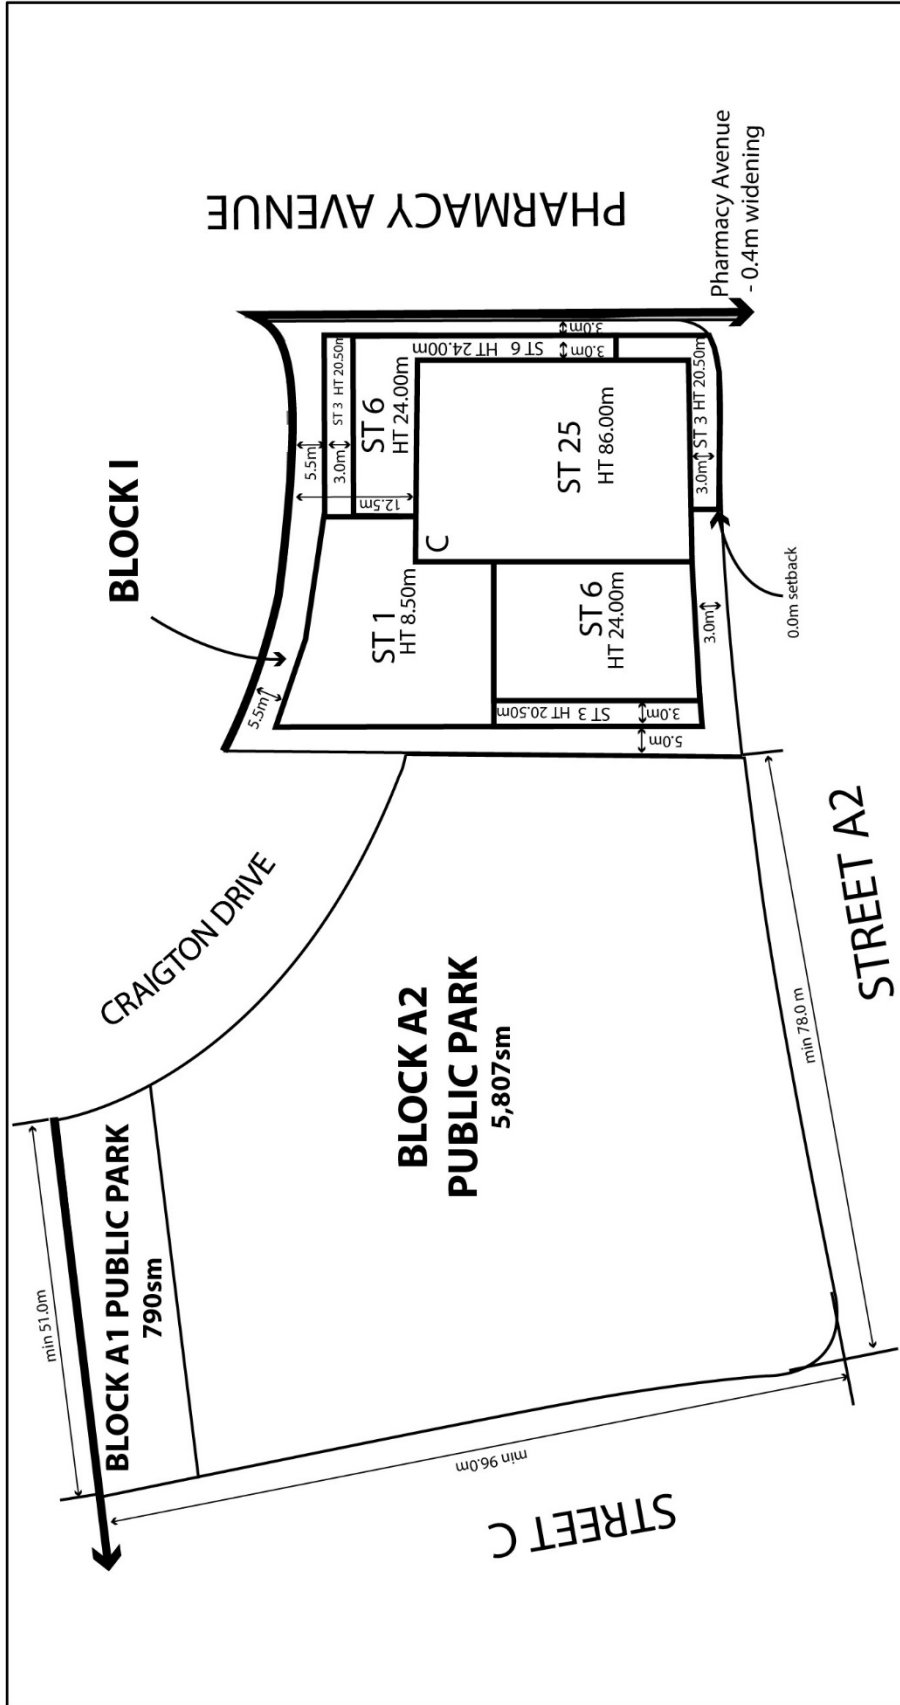 PHARMACY AVENUE
Pharmacy Avenue
- 0.4m widening
BLOCK I
5.5m
5.5m
ST 3 HT 20.50m
3.0m
12.5m
ST 6
HT 24.00m
ST 6 HT 24.00m
3.0m
3.0m
ST 25
HT 86.00m
C
ST 3 HT 20.50m
3.0m
ST 1
HT 8.50m
ST 6
HT 24.00m
ST 3 HT 20.50m
3.0m
5.0m
3.0m
0.0m setback
CRAIGTON DRIVE
BLOCK A2
PUBLIC PARK
5,807sm
BLOCK A1 PUBLIC PARK
790sm
min 51.0m
min 78.0 m
min 96.0m
STREET A2
STREET C